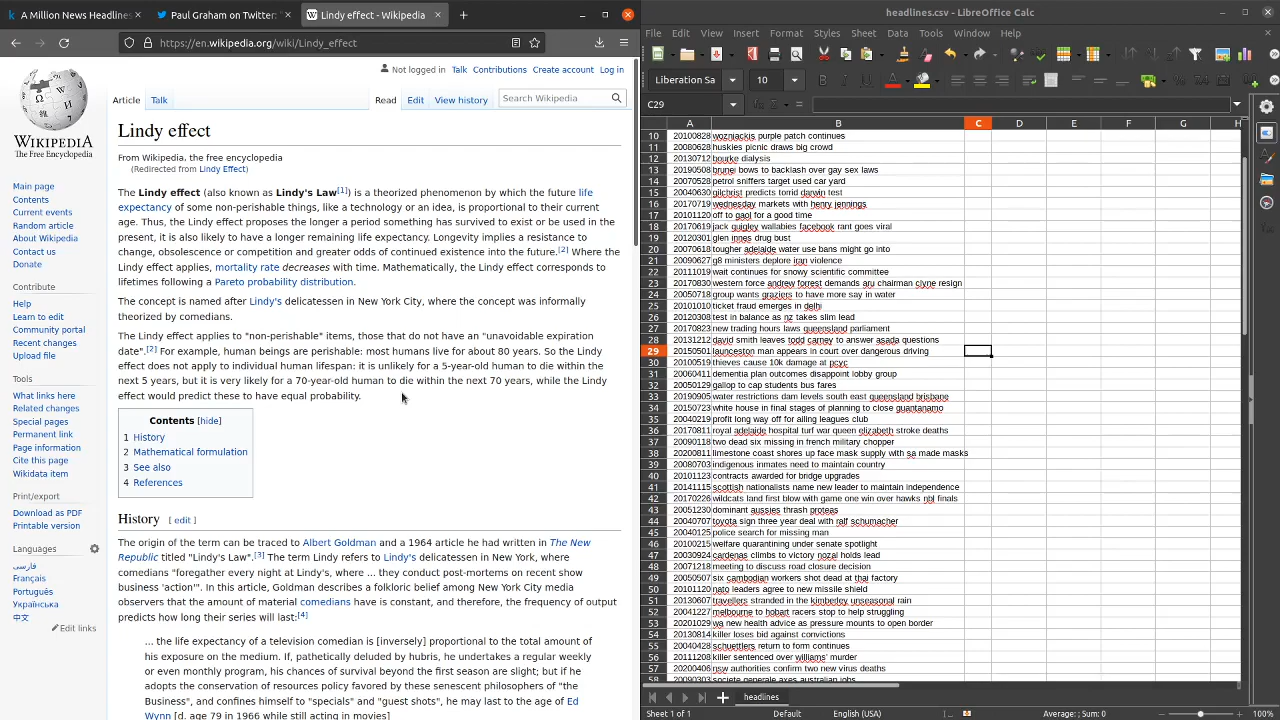 A Million News Headlines
Paul Graham on Twitter:
Lindy effect - Wikipedia
https://en.wikipedia.org/wiki/Lindy_effect
Not logged in Talk Contributions Create account Log in
Article Talk Read Edit View history Search Wikipedia
WIKIPEDIA
The Free Encyclopedia
Main page
Contents
Current events
Random article
About Wikipedia
Contact us
Donate
Contribute
Help
Learn to edit
Community portal
Recent changes
Upload file
Tools
What links here
Related changes
Special pages
Permanent link
Page information
Cite this page
Wikidata item
Print/export
Download as PDF
Printable version
Languages
فارسی
Français
Português
Українська
中文
Edit links
Lindy effect
From Wikipedia, the free encyclopedia
(Redirected from Lindy Effect)
The Lindy effect (also known as Lindy's Law[1]) is a theorized phenomenon by which the future life
expectancy of some non-perishable things, like a technology or an idea, is proportional to their current
age. Thus, the Lindy effect proposes the longer a period something has survived to exist or be used in the
present, it is also likely to have a longer remaining life expectancy. Longevity implies a resistance to
change, obsolescence or competition and greater odds of continued existence into the future.[2] Where the
Lindy effect applies, mortality rate decreases with time. Mathematically, the Lindy effect corresponds to
lifetimes following a Pareto probability distribution.
The concept is named after Lindy's delicatessen in New York City, where the concept was informally
theorized by comedians.
The Lindy effect applies to "non-perishable" items, those that do not have an "unavoidable expiration
date".[2] For example, human beings are perishable: most humans live for about 80 years. So the Lindy
effect does not apply to individual human lifespan: it is unlikely for a 5-year-old human to die within the
next 5 years, but it is very likely for a 70-year-old human to die within the next 70 years, while the Lindy
effect would predict these to have equal probability.
Contents [hide]
1 History
2 Mathematical formulation
3 See also
4 References
History [ edit ]
The origin of the term can be traced to Albert Goldman and a 1964 article he had written in The New
Republic titled "Lindy's Law".[3] The term Lindy refers to Lindy's delicatessen in New York, where
comedians "foregather every night at Lindy's, where ... they conduct post-mortems on recent show
business 'action'". In this article, Goldman describes a folkloric belief among New York City media
observers that the amount of material comedians have is constant, and therefore, the frequency of output
predicts how long their series will last:[4]
... the life expectancy of a television comedian is [inversely] proportional to the total amount of
his exposure on the medium. If, pathetically deluded by hubris, he undertakes a regular weekly
or even monthly program, his chances of survival beyond the first season are slight; but if he
adopts the conservation of resources policy favored by these senescent philosophers of "the
Business", and confines himself to "specials" and "guest shots", he may last to the age of Ed
Wynn [d. age 79 in 1966 while still acting in movies]
headlines.csv - LibreOffice Calc
File Edit View Insert Format Styles Sheet Data Tools Window Help
Liberation Sa 10
C29
A B C D E F G H
10 20100828 wozniackis purple patch continues
11 20080628 huskies picnic draws big crowd
12 20130712 bourke dialysis
13 20190508 brunei bows to backlash over gay sex laws
14 20070528 petrol sniffers target used car yard
15 20040630 gilchrist predicts torrid darwin test
16 20170719 wednesday markets with henry jennings
17 20101120 off to gaol for a good time
18 20170619 jack quigley wallabies facebook rant goes viral
19 20120301 glen innes drug bust
20 20070618 tougher adelaide water use bans might go into
21 20090627 g8 ministers deplore iran violence
22 20111019 wait continues for snowy scientific committee
23 20170830 western force andrew forrest demands aru chairman clyne resign
24 20050718 group wants graziers to have more say in water
25 20101010 ticket fraud emerges in delhi
26 20120308 test in balance as nz takes slim lead
27 20170823 new trading hours laws queensland parliament
28 20131212 david smith leaves todd carney to answer asada questions
29 20150501 launceston man appears in court over dangerous driving
30 20100519 thieves cause 10k damage at pcyc
31 20060411 dementia plan outcomes disappoint lobby group
32 20050129 gallop to cap students bus fares
33 20190905 water restrictions dam levels south east queensland brisbane
34 20150723 white house in final stages of planning to close guantanamo
35 20040219 profit long way off for ailing leagues club
36 20170811 royal adelaide hospital turf war queen elizabeth stroke deaths
37 20090118 two dead six missing in french military chopper
38 20200811 limestone coast shores up face mask supply with sa made masks
39 20080703 indigenous inmates need to maintain country
40 20101123 contracts awarded for bridge upgrades
41 20141115 scottish nationalists name new leader to maintain independence
42 20170226 wildcats land first blow with game one win over hawks nbl finals
43 20051230 dominant aussies thrash proteas
44 20040707 toyota sign three year deal with ralf schumacher
45 20040125 police search for missing man
46 20100215 welfare quarantining under senate spotlight
47 20030924 cardenas climbs to victory nozal holds lead
48 20071218 meeting to discuss road closure decision
49 20050507 six cambodian workers shot dead at thai factory
50 20101120 nato leaders agree to new missile shield
51 20130607 travellers stranded in the kimberley unseasonal rain
52 20041227 melbourne to hobart racers stop to help struggling
53 20201029 wa new health advice as pressure mounts to open border
54 20130814 killer loses bid against convictions
55 20040428 schuettlers return to form continues
56 20111208 killer sentenced over williams' murder
57 20200406 nsw authorities confirm two new virus deaths
58 20090303 societe generale axes australian jobs
headlines
Sheet 1 of 1 Default English (USA) Average: ; Sum: 0 100%